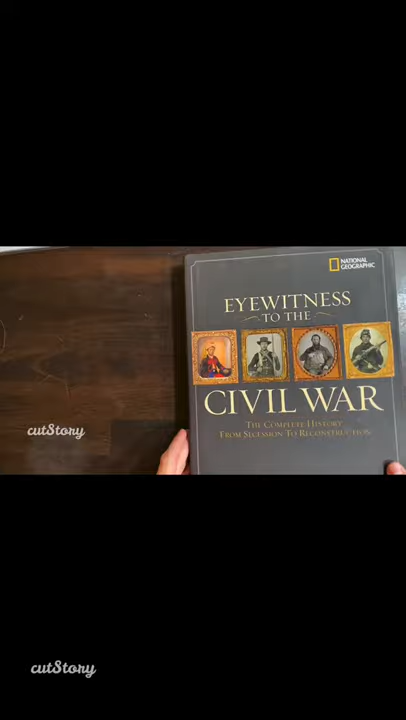 NATIONAL
GEOGRAPHIC
EYEWITNESS
TO THE
CIVIL WAR
THE COMPLETE HISTORY
FROM SECESSION TO RECONSTRUCTION
cutStory
cutStory